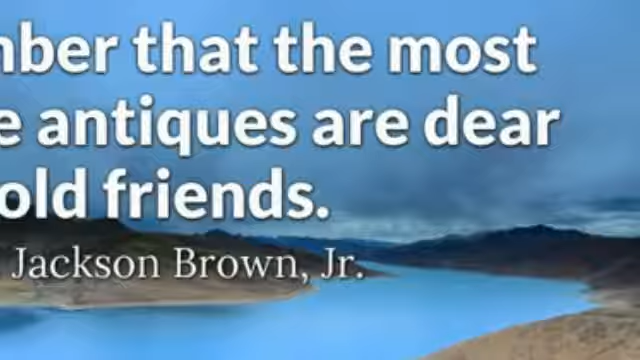 mber that the most
e antiques are dear
old friends.
Jackson Brown, Jr.